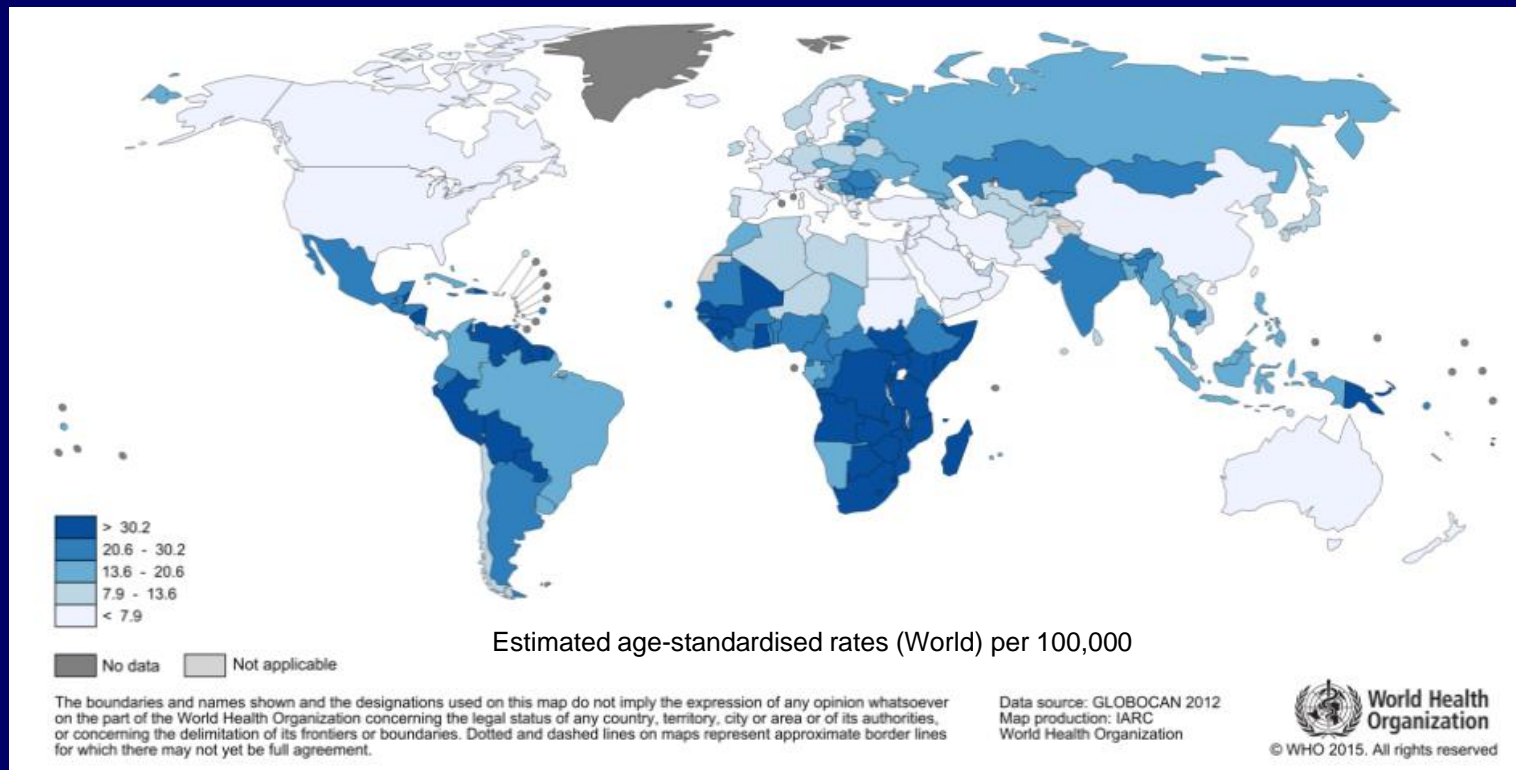 > 30.2
20.6 - 30.2
13.6 - 20.6
7.9 - 13.6
< 7.9
No data
Not applicable
Estimated age-standardised rates (World) per 100,000
The boundaries and names shown and the designations used on this map do not imply the expression of any opinion whatsoever
on the part of the World Health Organization concerning the legal status of any country, territory, city or area or of its authorities,
or concerning the delimitation of its frontiers or boundaries. Dotted and dashed lines on maps represent approximate border lines
for which there may not yet be full agreement.
Data source: GLOBOCAN 2012
Map production: IARC
World Health Organization
World Health
Organization
© WHO 2015. All rights reserved